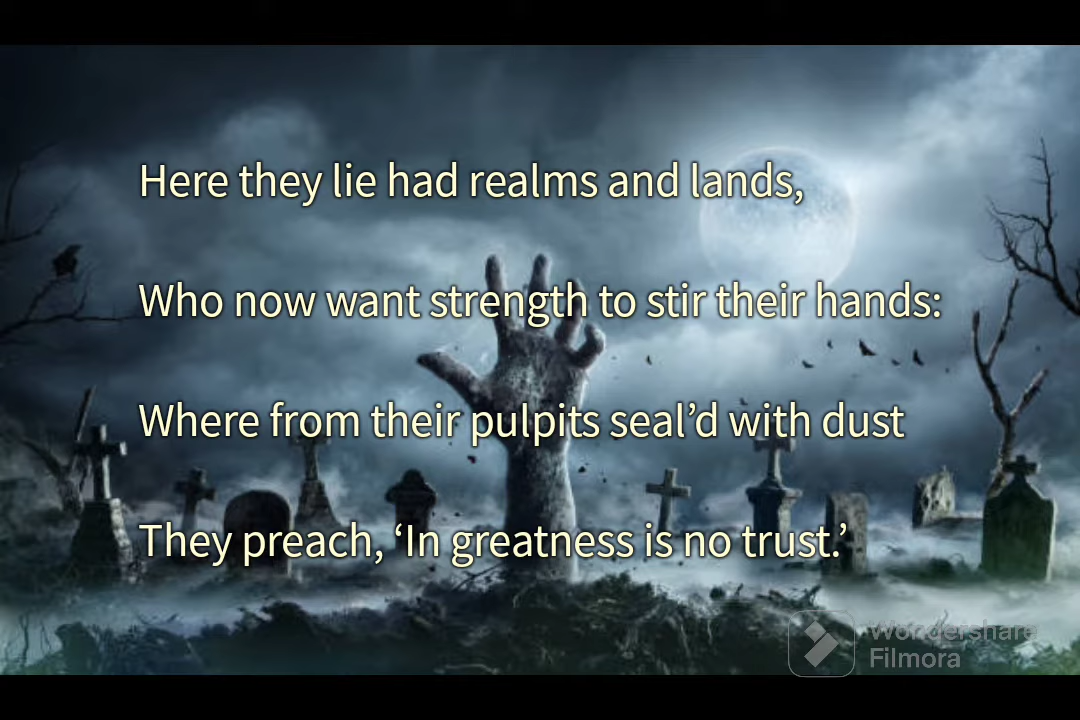 Here they lie had realms and lands,
Who now want strength to stir their hands:
Where from their pulpits seal’d with dust
They preach, ‘In greatness is no trust.’
Wondershare
Filmora